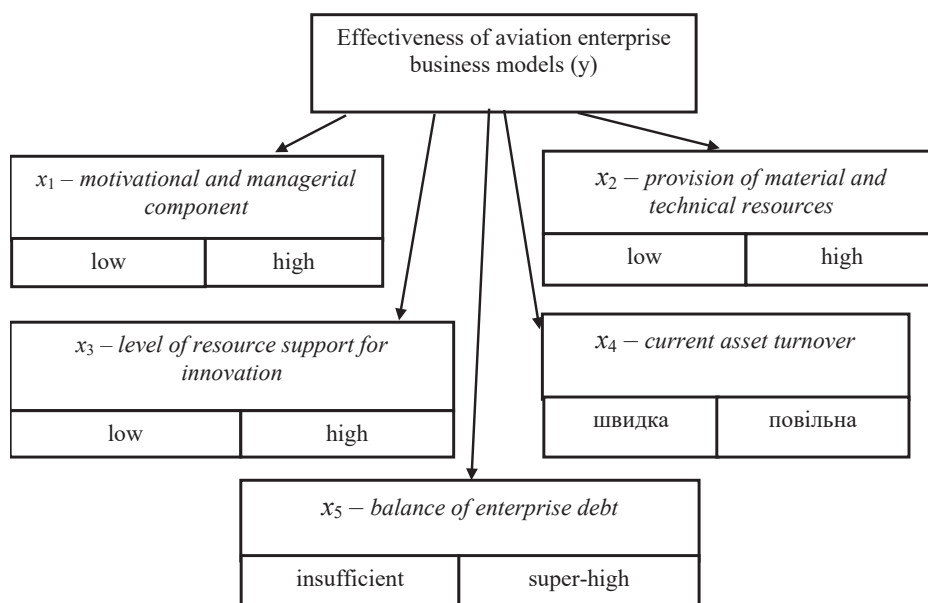 Effectiveness of aviation enterprise
business models (y)
x₁ – motivational and managerial
component
low high
x₂ – provision of material and
technical resources
low high
x₃ – level of resource support for
innovation
low high
x₄ – current asset turnover
швидка повільна
x₅ – balance of enterprise debt
insufficient super-high